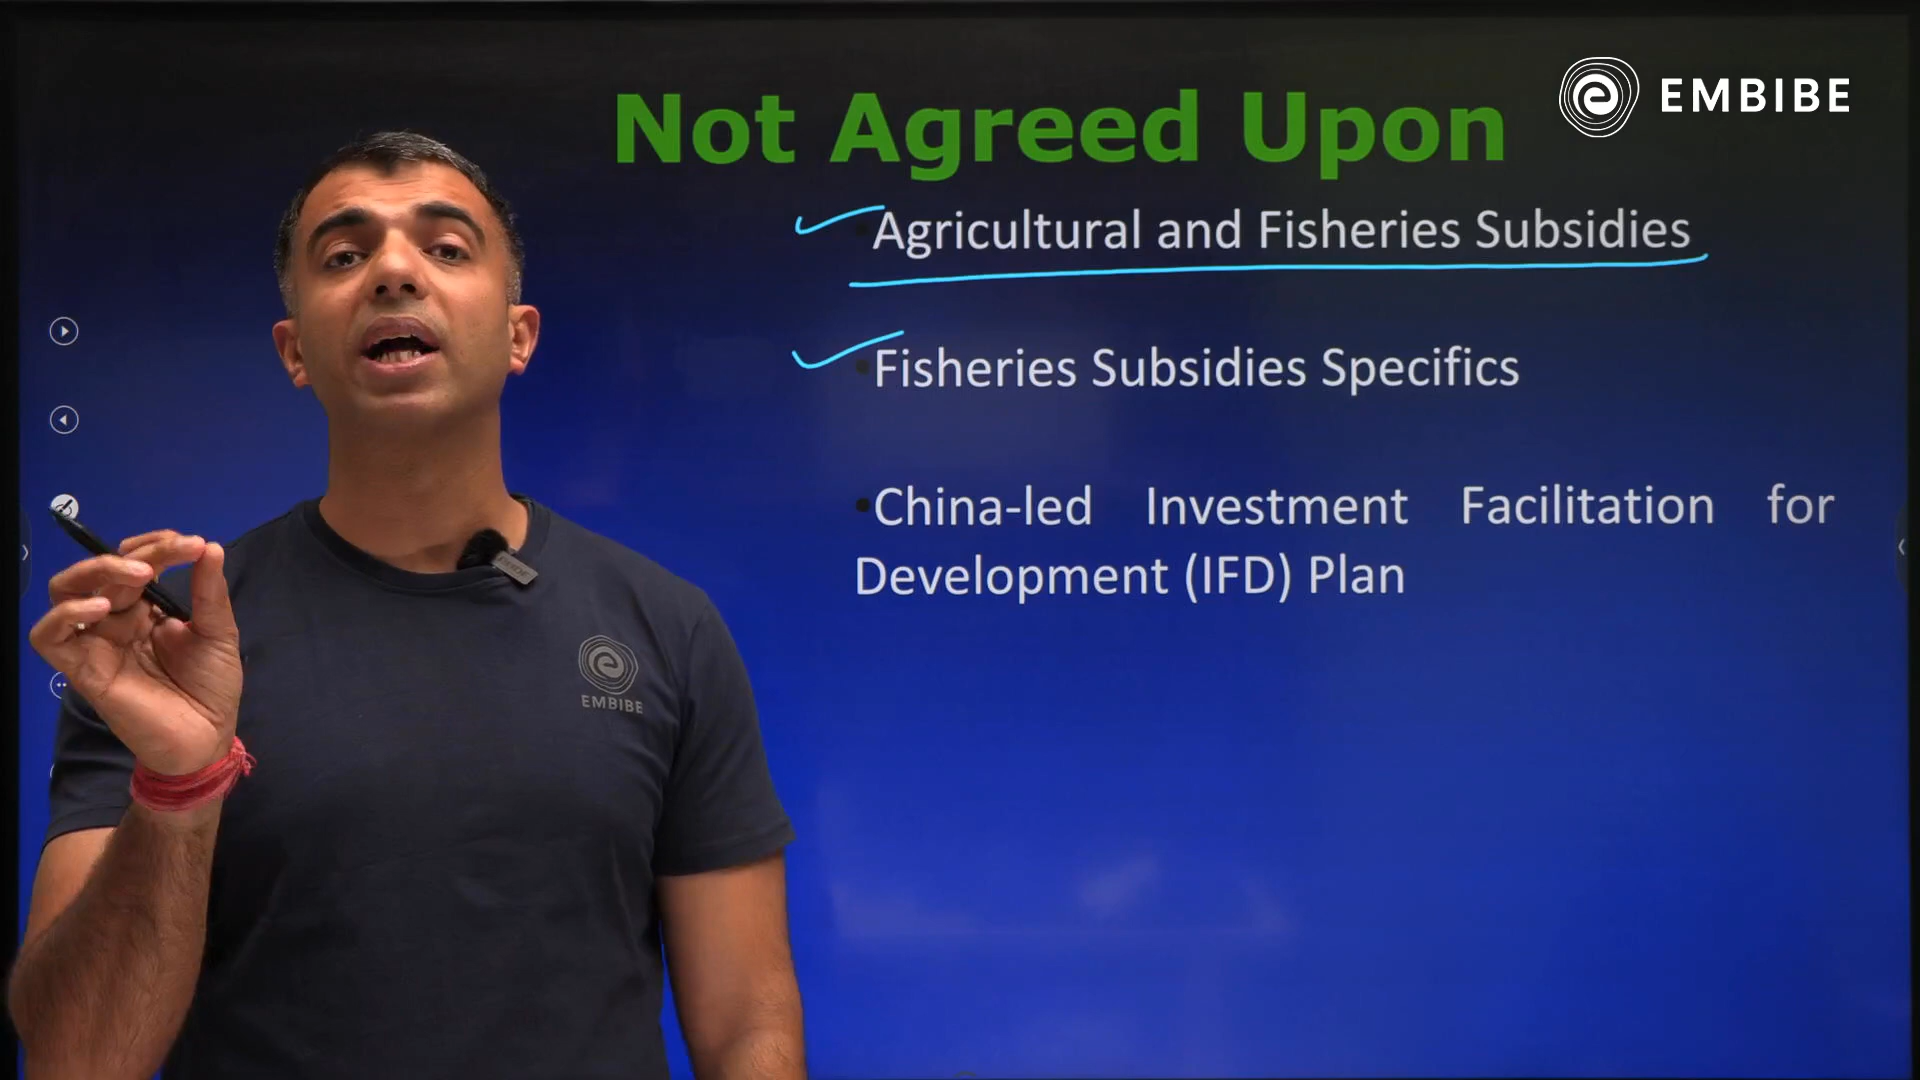 EMBIBE
Not Agreed Upon
Agricultural and Fisheries Subsidies
Fisheries Subsidies Specifics
China-led Investment Facilitation for
Development (IFD) Plan
EMBIBE